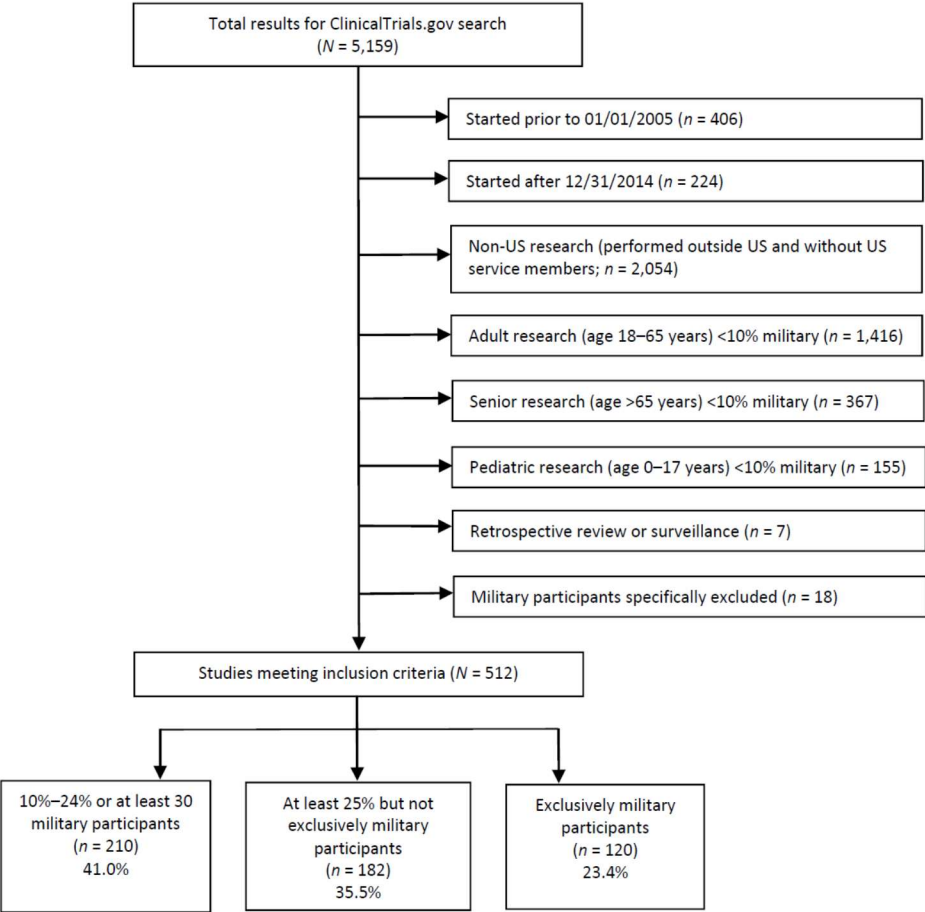 Total results for ClinicalTrials.gov search
(N = 5,159)
Started prior to 01/01/2005 (n = 406)
Started after 12/31/2014 (n = 224)
Non-US research (performed outside US and without US
service members; n = 2,054)
Adult research (age 18–65 years) <10% military (n = 1,416)
Senior research (age >65 years) <10% military (n = 367)
Pediatric research (age 0–17 years) <10% military (n = 155)
Retrospective review or surveillance (n = 7)
Military participants specifically excluded (n = 18)
Studies meeting inclusion criteria (N = 512)
10%–24% or at least 30
military participants
(n = 210)
41.0%
At least 25% but not
exclusively military
participants
(n = 182)
35.5%
Exclusively military
participants
(n = 120)
23.4%